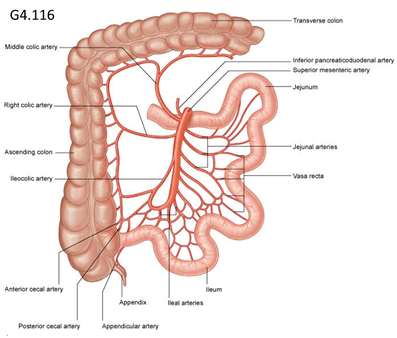 G4.116
Transverse colon
Middle colic artery
Inferior pancreaticoduodenal artery
Superior mesenteric artery
Jejunum
Right colic artery
Jejunal arteries
Ascending colon
Ileocolic artery
Vasa recta
Anterior cecal artery
Ileum
Appendix
Ileal arteries
Posterior cecal artery
Appendicular artery